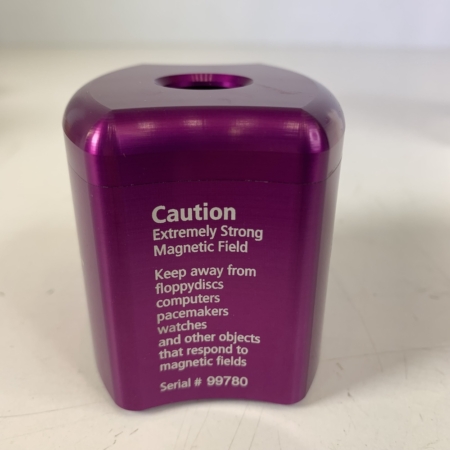 Caution
Extremely Strong
Magnetic Field
Keep away from
floppydiscs
computers
pacemakers
watches
and other objects
that respond to
magnetic fields
Serial # 99780